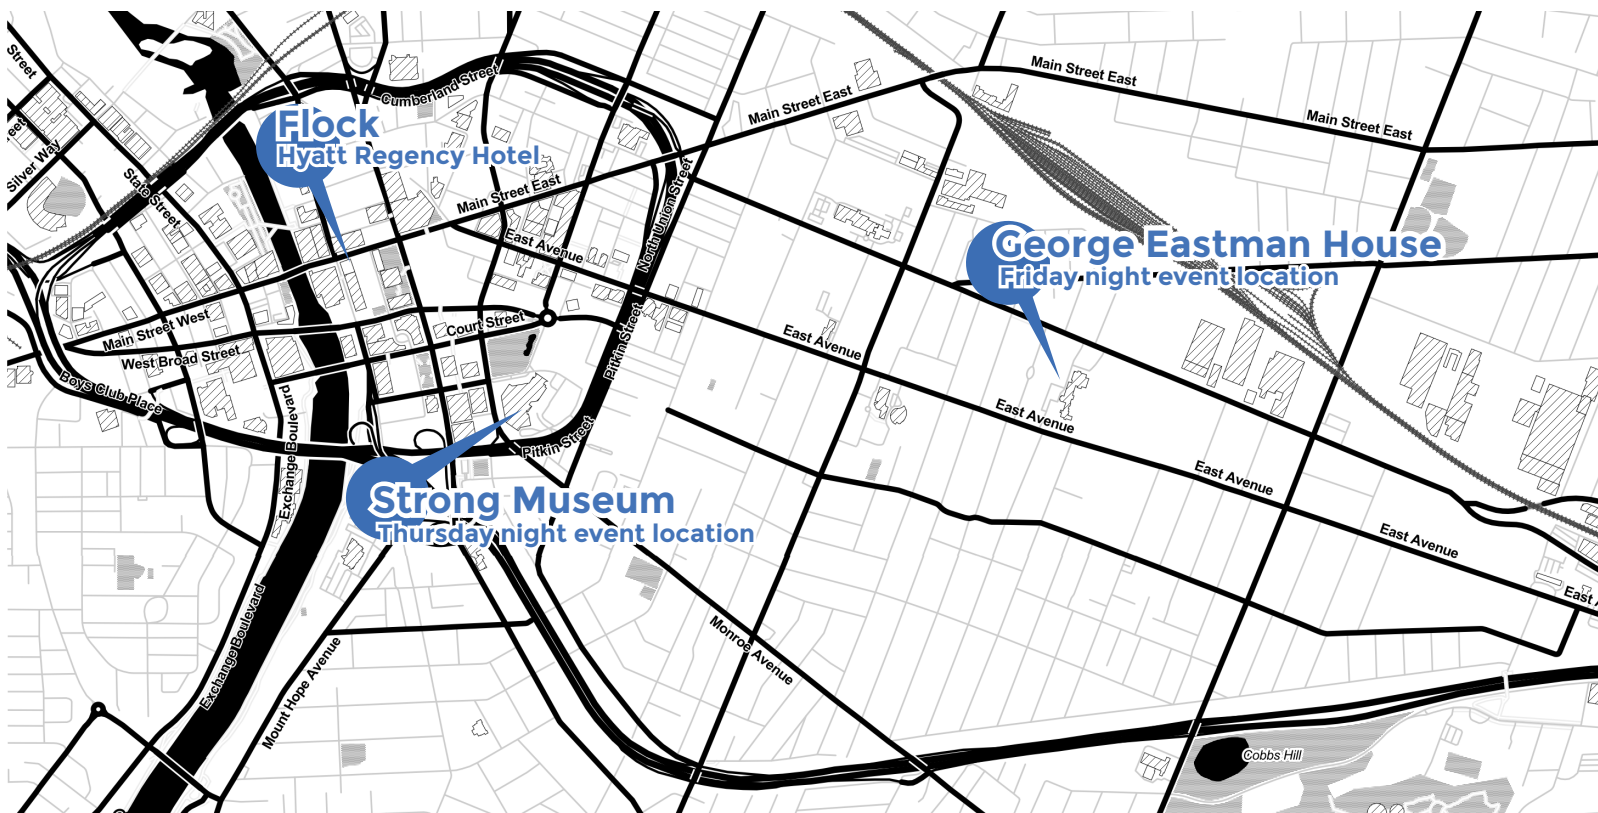 Street
Main Street East
Cumberland Street
Main Street East
Main Street East
Flock
Hyatt Regency Hotel
Silver Way
State Street
Main Street East
North Union Street
East Avenue
George Eastman House
Friday night event location
Main Street West
Court Street
West Broad Street
Pitkin Street
East Avenue
Boys Club Place
Exchange Boulevard
East Avenue
Pitkin Street
East Avenue
Strong Museum
Thursday night event location
East Avenue
Exchange Boulevard
Mount Hope Avenue
Monroe Avenue
Cobbs Hill